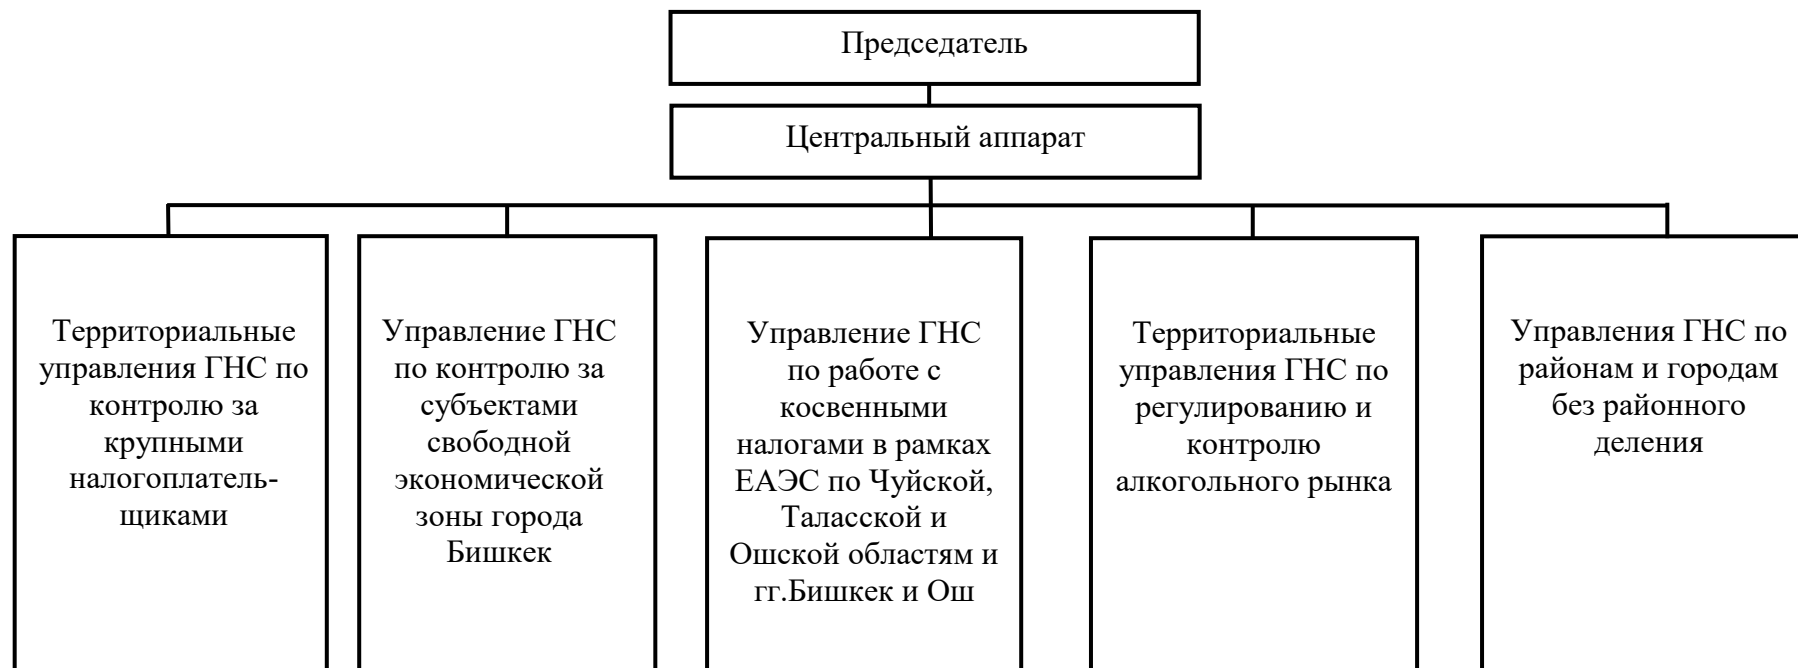 Председатель
Центральный аппарат
Территориальные
управления ГНС по
контролю за
крупными
налогоплатель-
щиками
Управление ГНС
по контролю за
субъектами
свободной
экономической
зоны города
Бишкек
Управление ГНС
по работе с
косвенными
налогами в рамках
ЕАЭС по Чуйской,
Таласской и
Ошской областям и
гг.Бишкек и Ош
Территориальные
управления ГНС по
регулированию и
контролю
алкогольного рынка
Управления ГНС по
районам и городам
без районного
деления